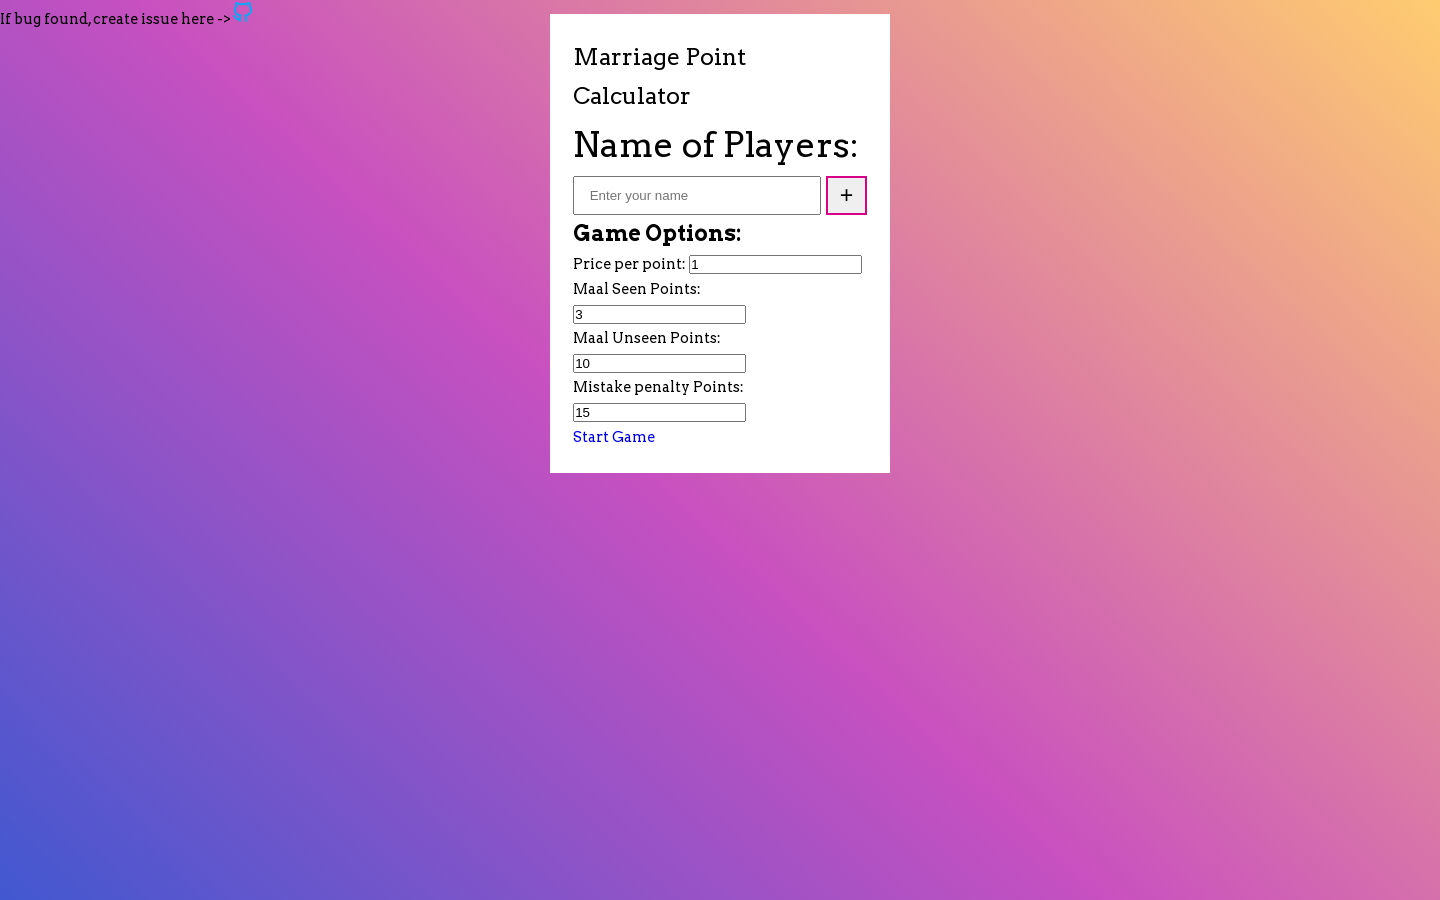 If bug found,create issue here ->
Marriage Point
Calculator
Name of Players:
Enter your name
+
Game Options:
Price per point: 1
Maal Seen Points:
3
Maal Unseen Points:
10
Mistake penalty Points:
15
Start Game